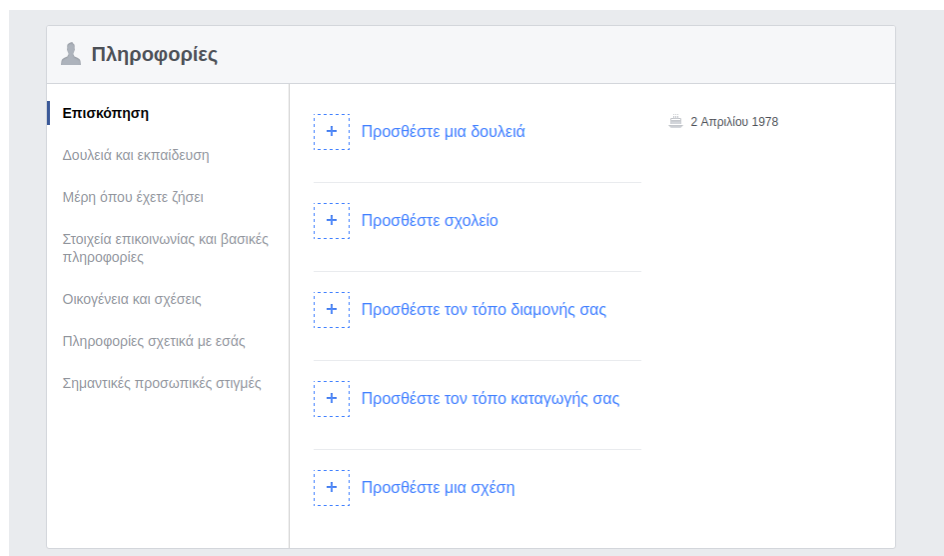 Πληροφορίες
Επισκόπηση
Δουλειά και εκπαίδευση
Μέρη όπου έχετε ζήσει
Στοιχεία επικοινωνίας και βασικές
πληροφορίες
Οικογένεια και σχέσεις
Πληροφορίες σχετικά με εσάς
Σημαντικές προσωπικές στιγμές
+ Προσθέστε μια δουλειά
+ Προσθέστε σχολείο
+ Προσθέστε τον τόπο διαμονής σας
+ Προσθέστε τον τόπο καταγωγής σας
+ Προσθέστε μια σχέση
2 Απριλίου 1978